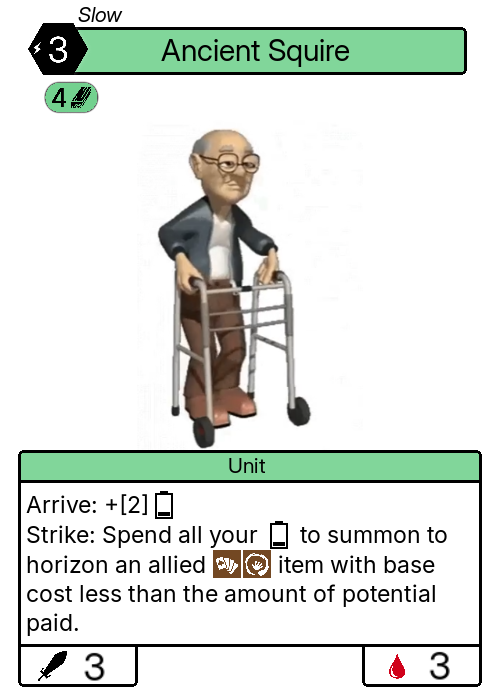 Slow
3 Ancient Squire
4
Unit
Arrive: +[2]
Strike: Spend all your to summon to
horizon an allied item with base
cost less than the amount of potential
paid.
3 3